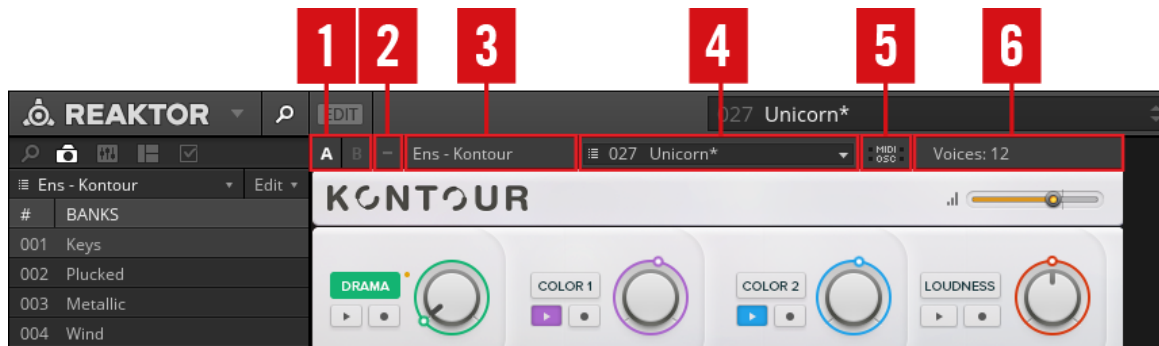 1 2 3 4 5 6
REAKTOR EDIT 027 Unicorn*
A B – Ens - Kontour 027 Unicorn* MIDI OSC Voices: 12
Ens - Kontour Edit
KONTOUR
# BANKS
001 Keys
002 Plucked
DRAMA COLOR 1 COLOR 2 LOUDNESS
003 Metallic
004 Wind